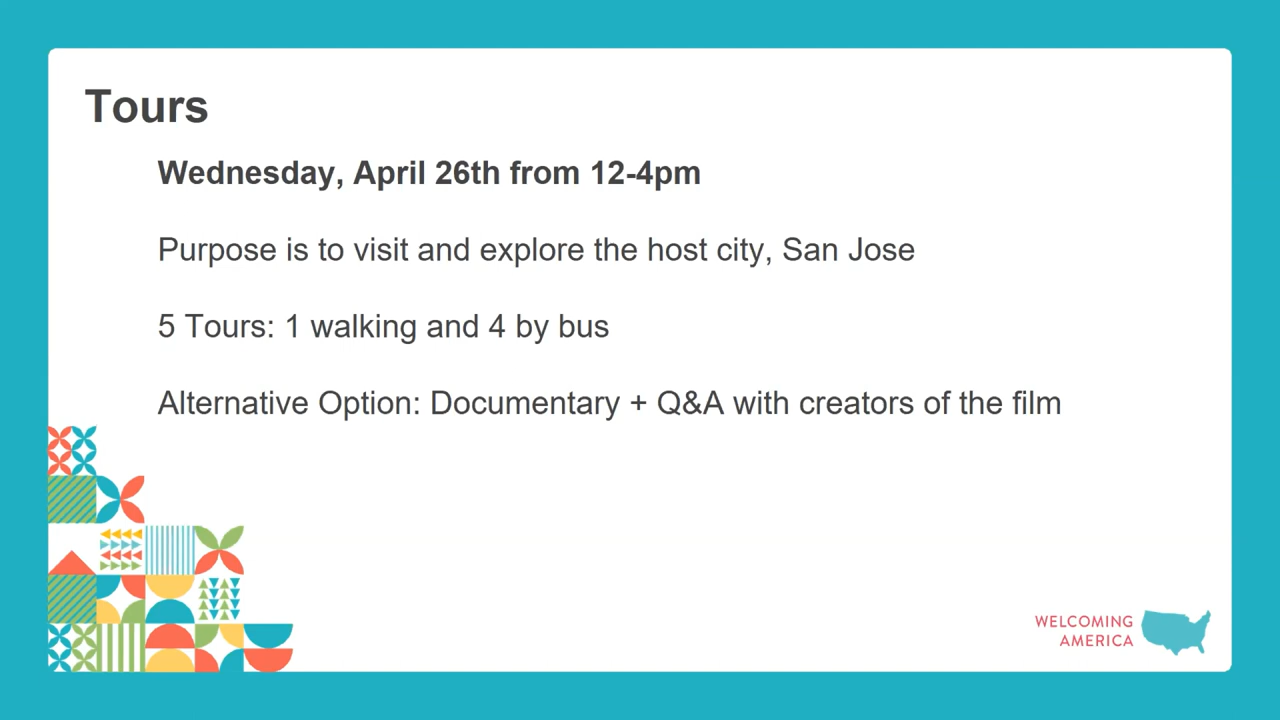 Tours
Wednesday, April 26th from 12-4pm
Purpose is to visit and explore the host city, San Jose
5 Tours: 1 walking and 4 by bus
Alternative Option: Documentary + Q&A with creators of the film
WELCOMING
AMERICA